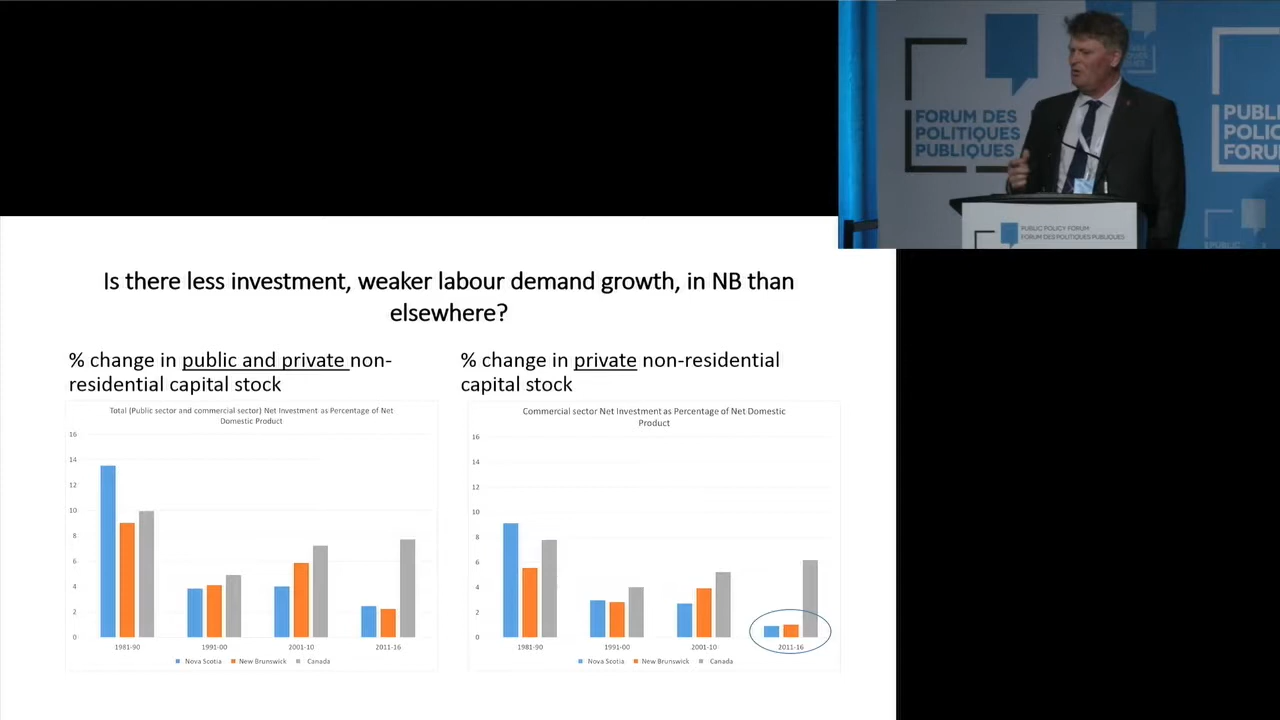 FORUM DES
POLITIQUES
PUBLIQUES
PUBLIC POLICY FORUM
FORUM DES POLITIQUES PUBLIQUES
Is there less investment, weaker labour demand growth, in NB than
elsewhere?
% change in public and private non-
residential capital stock
Total (Public sector and commercial sector) Net Investment as Percentage of Net
Domestic Product
16
14
12
10
8
6
4
2
0
1981-90
1991-00
2001-10
2011-16
Nova Scotia
New Brunswick
Canada
% change in private non-residential
capital stock
Commercial sector Net Investment as Percentage of Net Domestic
Product
16
14
12
10
8
6
4
2
0
1981-90
1991-00
2001-10
2011-16
Nova Scotia
New Brunswick
Canada